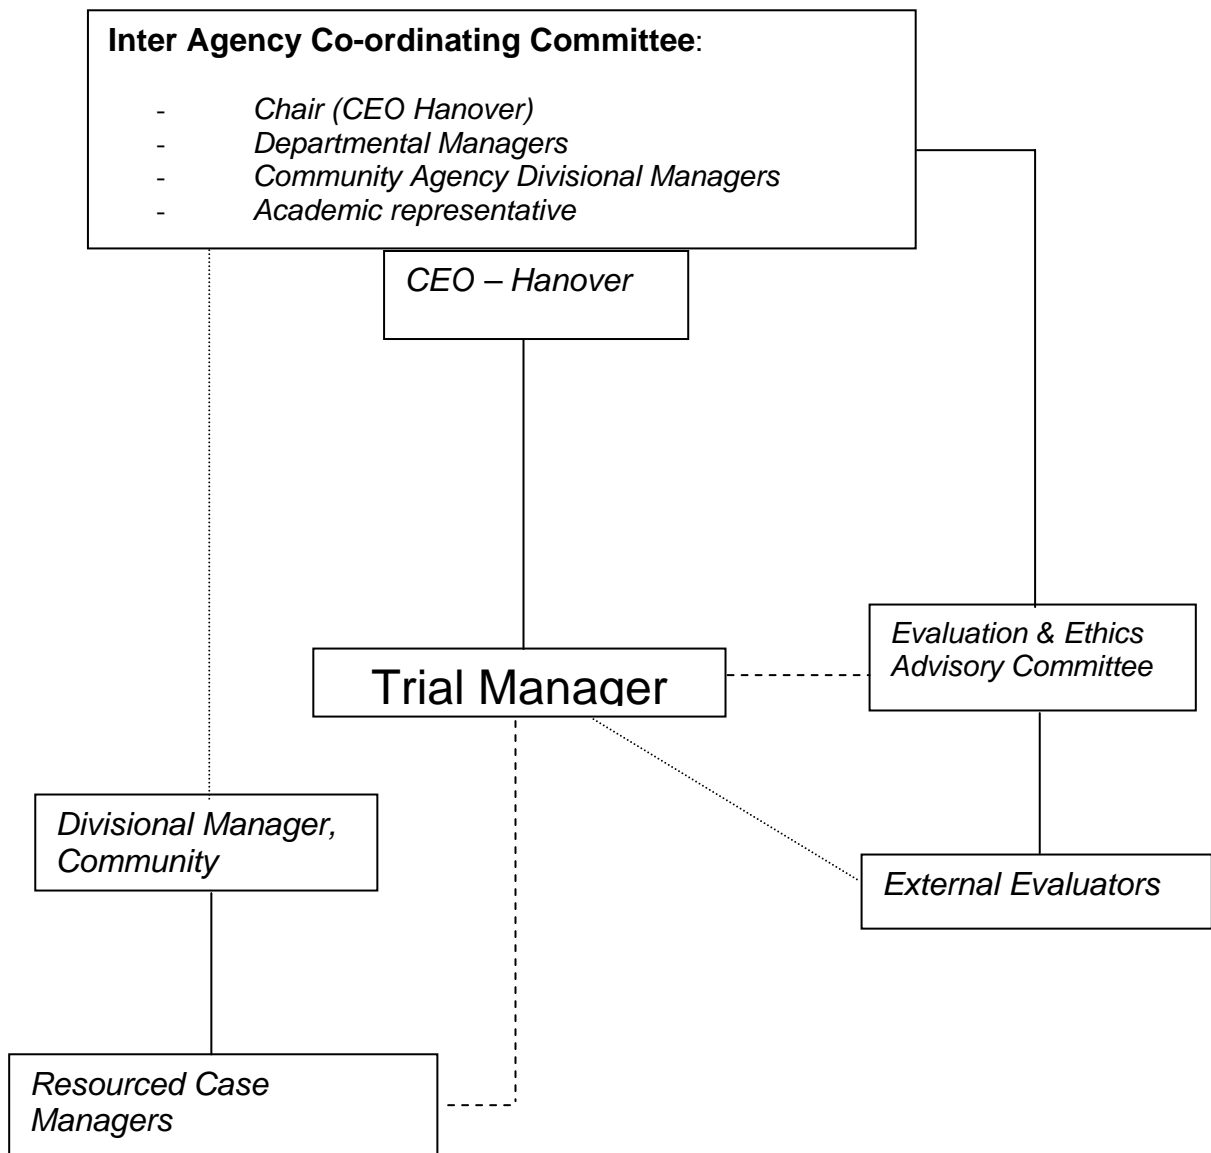 Inter Agency Co-ordinating Committee:
- Chair (CEO Hanover)
- Departmental Managers
- Community Agency Divisional Managers
- Academic representative
CEO – Hanover
Evaluation & Ethics
Advisory Committee
Trial Manager
Divisional Manager,
Community
External Evaluators
Resourced Case
Managers